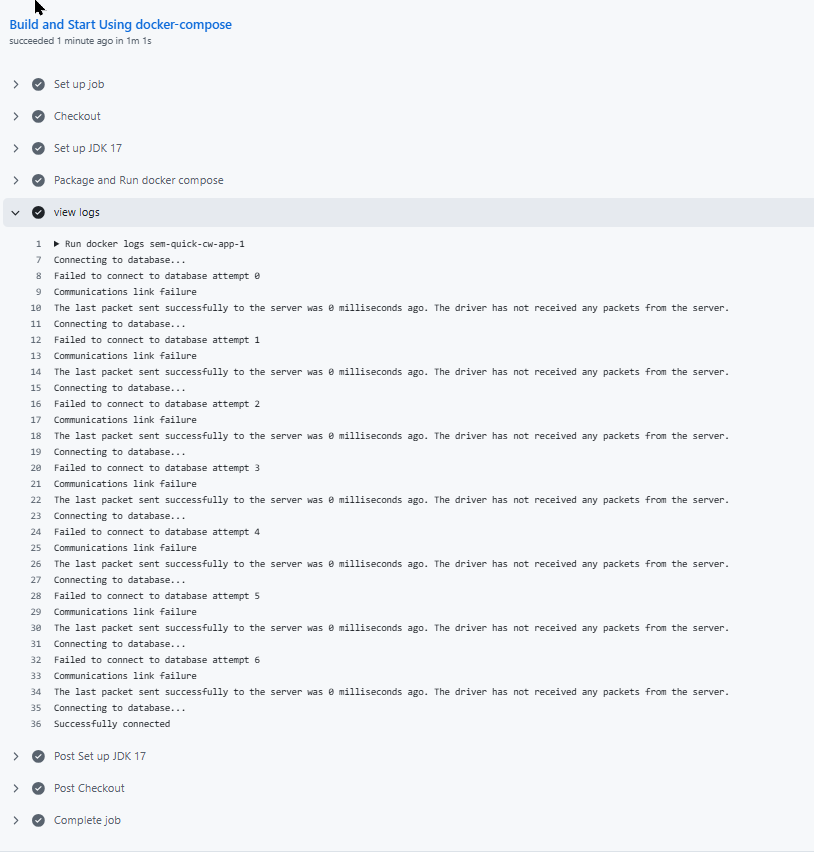 Build and Start Using docker-compose
succeeded 1 minute ago in 1m 1s
Set up job
Checkout
Set up JDK 17
Package and Run docker compose
view logs
1 Run docker logs sem-quick-cw-app-1
7 Connecting to database...
8 Failed to connect to database attempt 0
9 Communications link failure
10 The last packet sent successfully to the server was 0 milliseconds ago. The driver has not received any packets from the server.
11 Connecting to database...
12 Failed to connect to database attempt 1
13 Communications link failure
14 The last packet sent successfully to the server was 0 milliseconds ago. The driver has not received any packets from the server.
15 Connecting to database...
16 Failed to connect to database attempt 2
17 Communications link failure
18 The last packet sent successfully to the server was 0 milliseconds ago. The driver has not received any packets from the server.
19 Connecting to database...
20 Failed to connect to database attempt 3
21 Communications link failure
22 The last packet sent successfully to the server was 0 milliseconds ago. The driver has not received any packets from the server.
23 Connecting to database...
24 Failed to connect to database attempt 4
25 Communications link failure
26 The last packet sent successfully to the server was 0 milliseconds ago. The driver has not received any packets from the server.
27 Connecting to database...
28 Failed to connect to database attempt 5
29 Communications link failure
30 The last packet sent successfully to the server was 0 milliseconds ago. The driver has not received any packets from the server.
31 Connecting to database...
32 Failed to connect to database attempt 6
33 Communications link failure
34 The last packet sent successfully to the server was 0 milliseconds ago. The driver has not received any packets from the server.
35 Connecting to database...
36 Successfully connected
Post Set up JDK 17
Post Checkout
Complete job